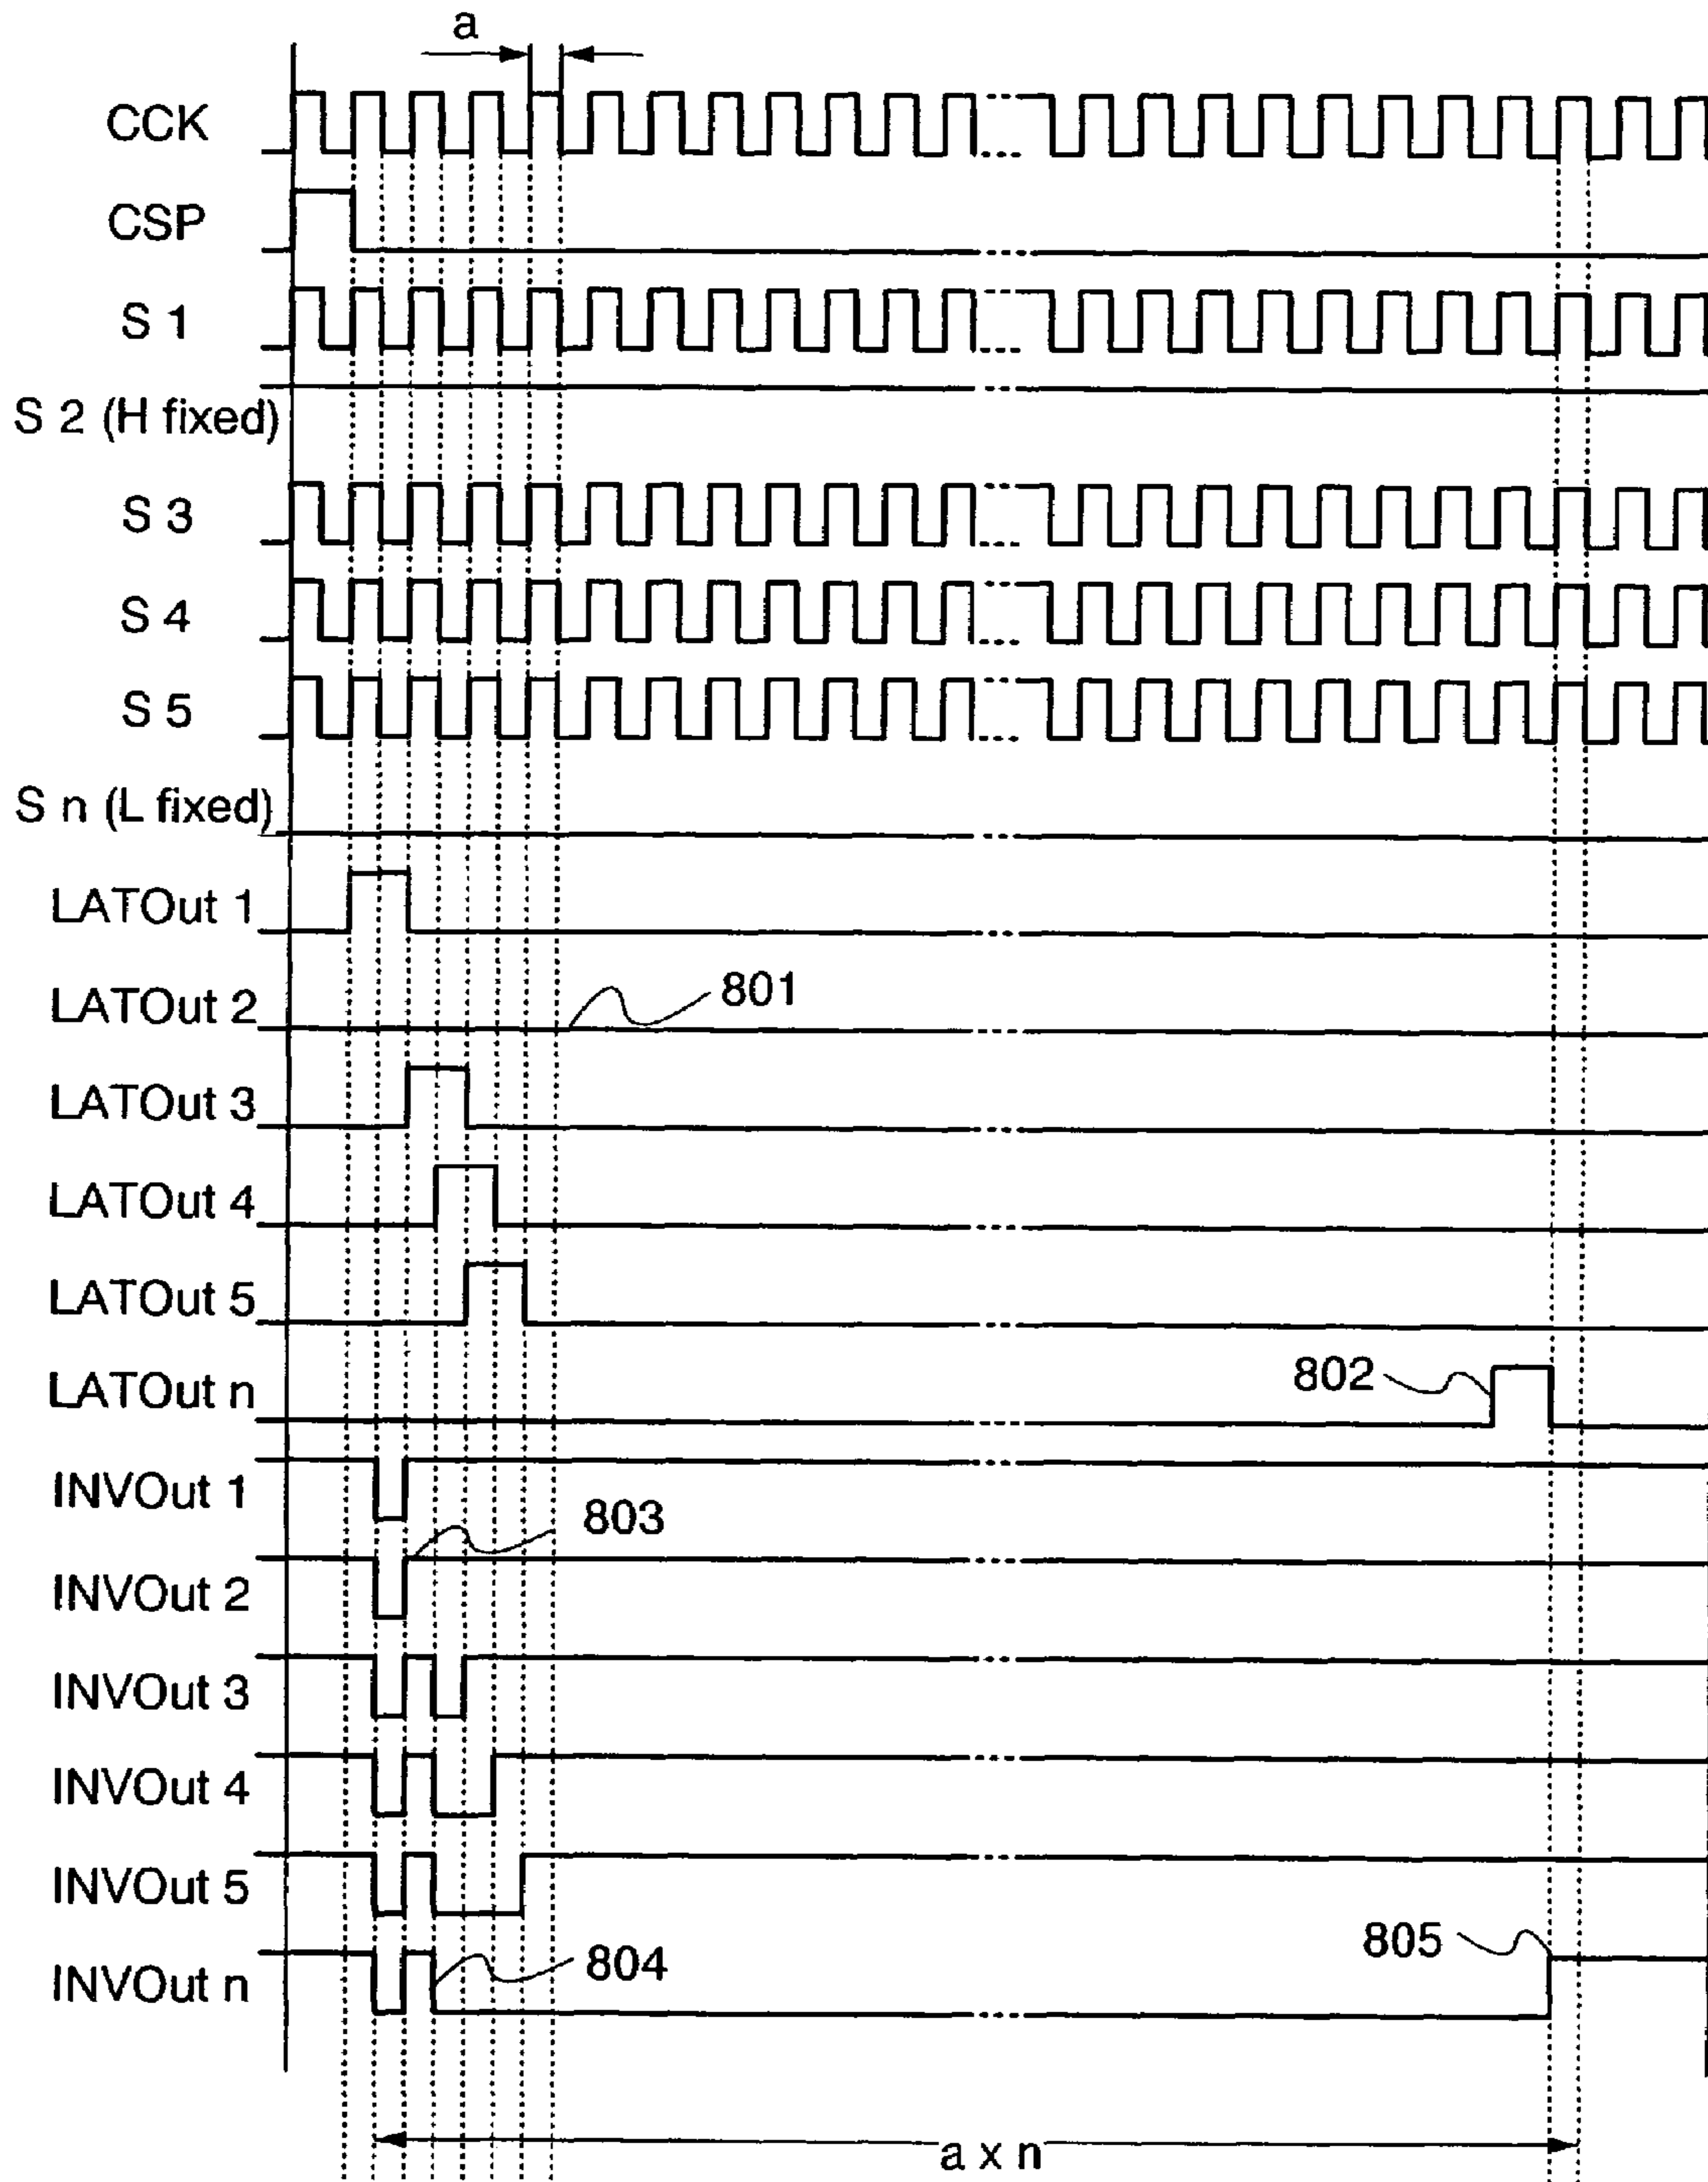 a
CCK
CSP
S 1
S 2 (H fixed)
S 3
S 4
S 5
S n (L fixed)
LATOut 1
LATOut 2
801
LATOut 3
LATOut 4
LATOut 5
LATOut n
802
INVOut 1
803
INVOut 2
INVOut 3
INVOut 4
INVOut 5
INVOut n
804
805
a x n